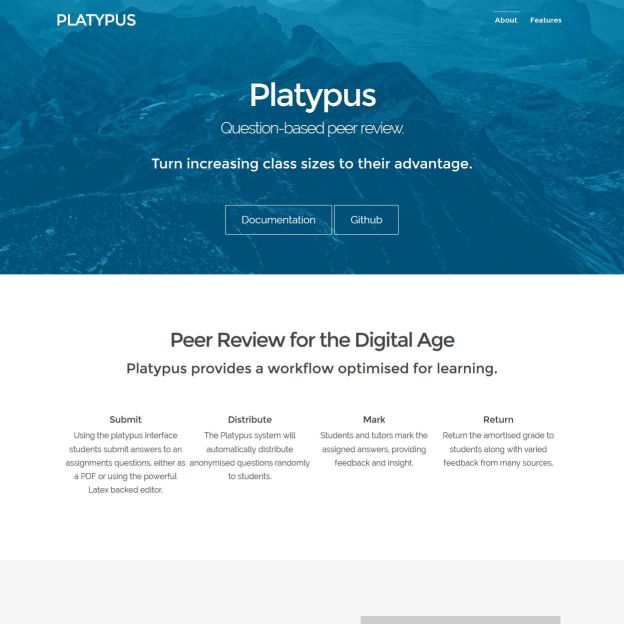 PLATYPUS
About Features
Platypus
Question-based peer review.
Turn increasing class sizes to their advantage.
Documentation
Github
Peer Review for the Digital Age
Platypus provides a workflow optimised for learning.
Submit
Using the platypus interface
students submit answers to an
assignments questions, either as
a PDF or using the powerful
Latex backed editor.
Distribute
The Platypus system will
automatically distribute
anonymised questions randomly
to students.
Mark
Students and tutors mark the
assigned answers, providing
feedback and insight.
Return
Return the amortised grade to
students along with varied
feedback from many sources.